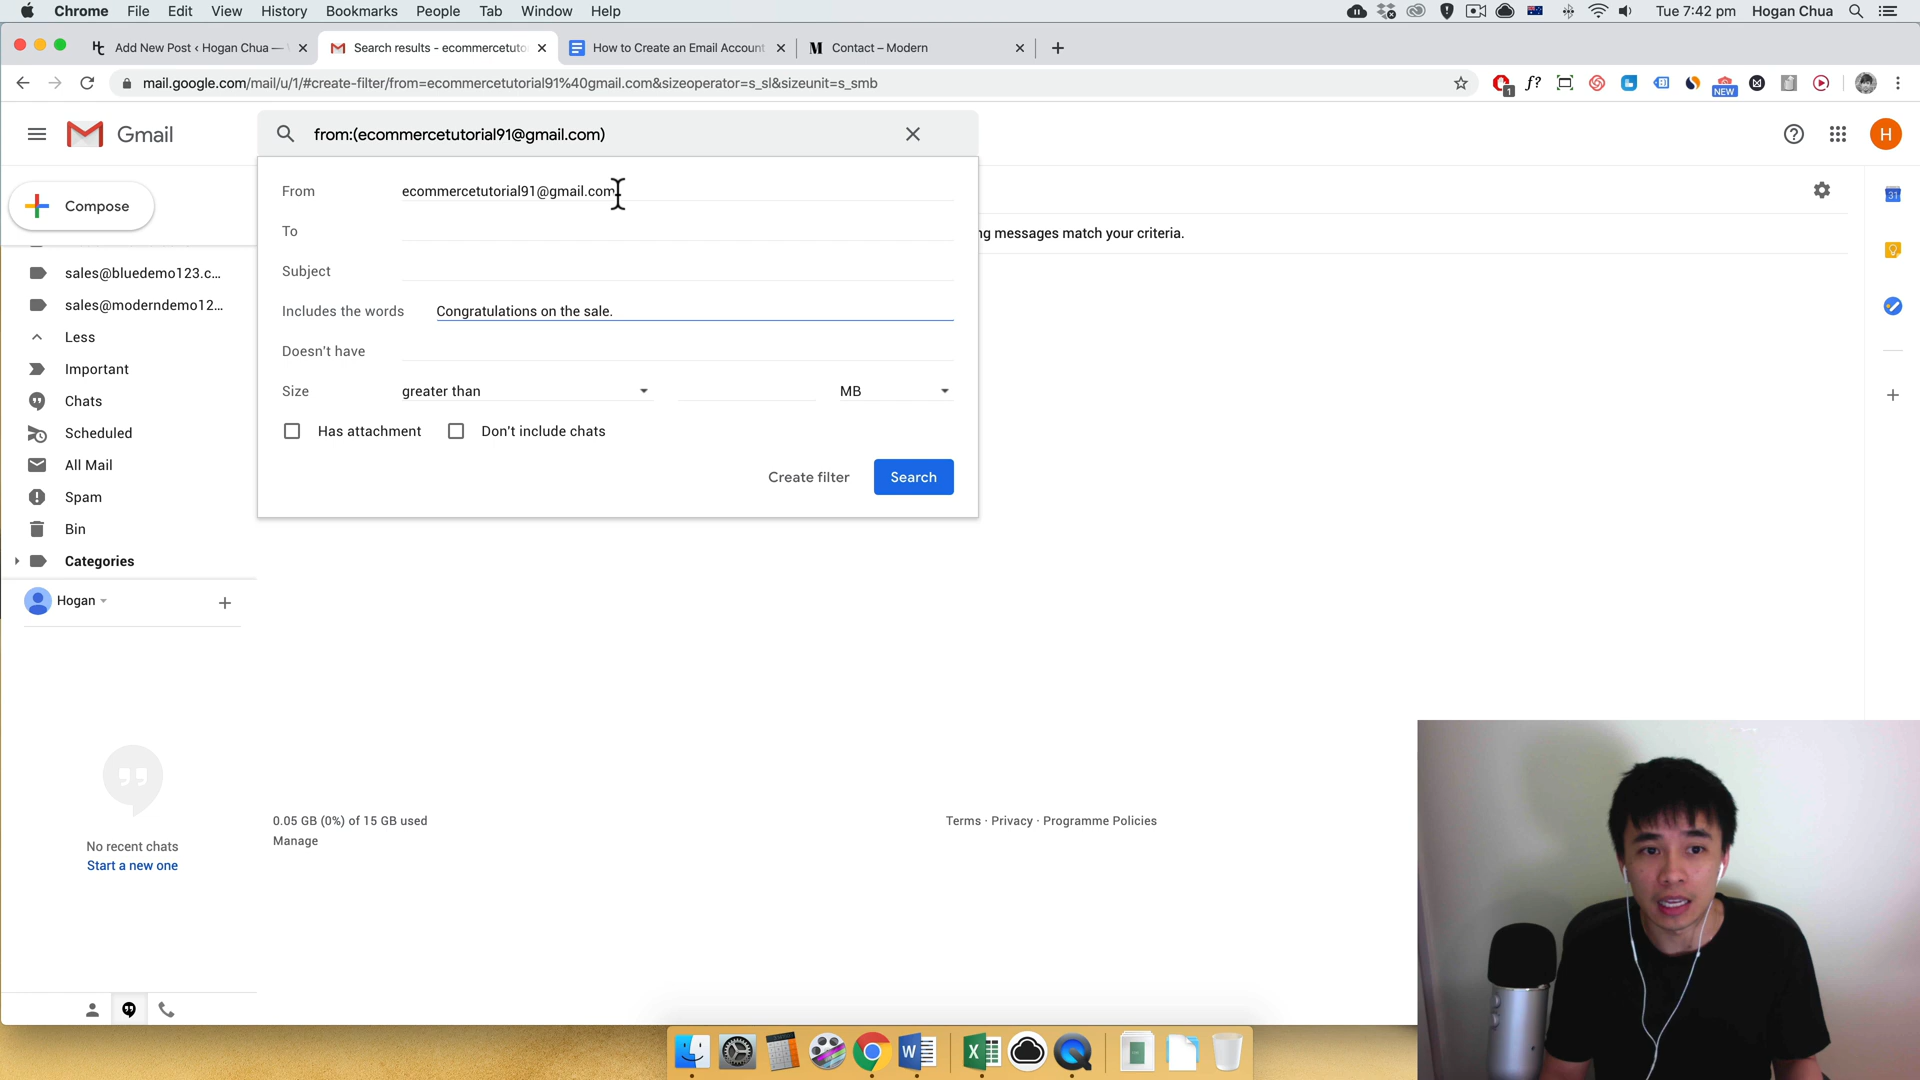 Chrome File Edit View History Bookmarks People Tab Window Help Tue 7:42 pm Hogan Chua
Add New Post ‹ Hogan Chua — Search results - ecommercetuto How to Create an Email Account Contact – Modern
mail.google.com/mail/u/1/#create-filter/from=ecommercetutorial91%40gmail.com&sizeoperator=s_sl&sizeunit=s_smb
1
NEW
Gmail
from:(ecommercetutorial91@gmail.com)
H
Compose
From ecommercetutorial91@gmail.com
31
To
ng messages match your criteria.
Subject
sales@bluedemo123.c...
sales@moderndemo12...
Includes the words Congratulations on the sale.
Less
Doesn't have
Important
Size greater than MB
Chats
Has attachment Don't include chats
Scheduled
All Mail
Create filter Search
Spam
Bin
Categories
Hogan
0.05 GB (0%) of 15 GB used
Manage
Terms · Privacy · Programme Policies
No recent chats
Start a new one